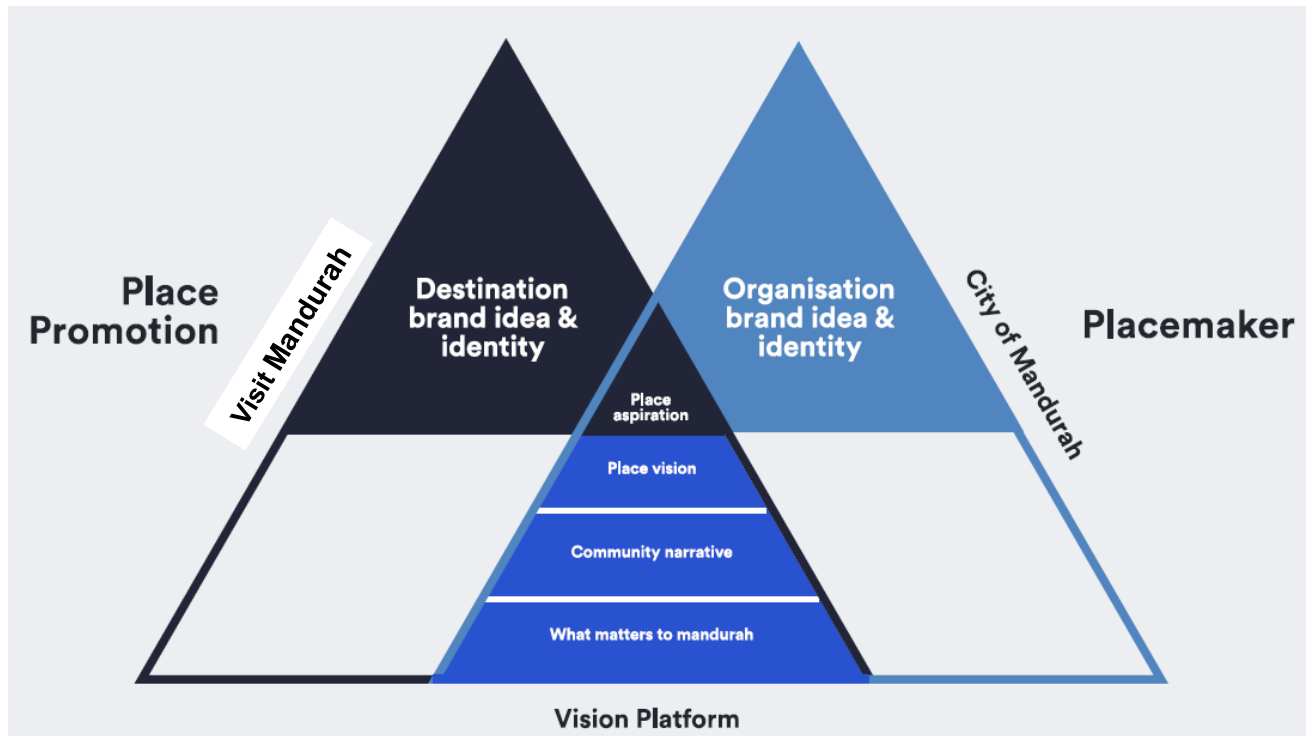 Place
Promotion
Visit Mandurah
Destination
brand idea &
identity
Organisation
brand idea &
identity
City of Mandurah
Placemaker
Place
aspiration
Place vision
Community narrative
What matters to mandurah
Vision Platform